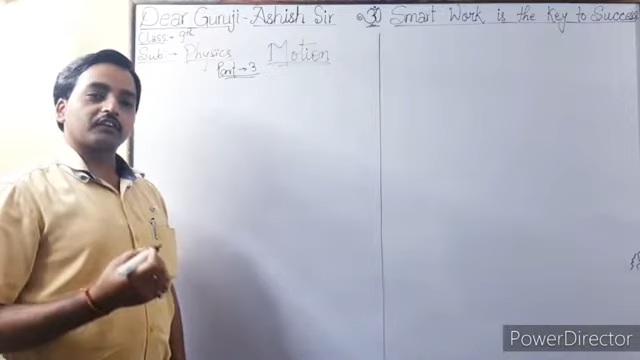 Dear Guruji - Ashish Sir ॐ Smart Work is the Key to Success
Class:- 9th
Sub - Physics Motion
Part → 3
PowerDirector